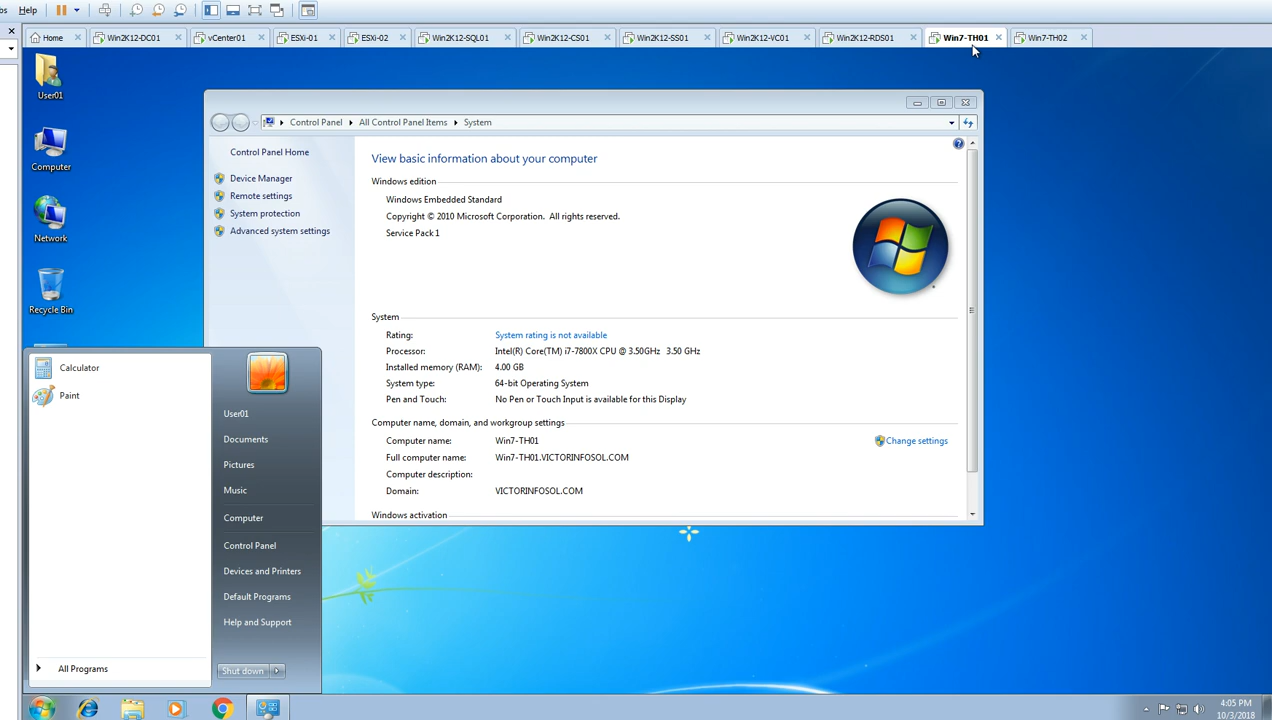 bs Help
Home Win2K12-DC01 vCenter01 ESXi-01 ESXi-02 Win2K12-SQL01 Win2K12-CS01 Win2K12-SS01 Win2K12-VC01 Win2K12-RDS01 Win7-TH01 Win7-TH02
User01
Computer
Network
Recycle Bin
Control Panel All Control Panel Items System
Control Panel Home
Device Manager
Remote settings
System protection
Advanced system settings
View basic information about your computer
Windows edition
Windows Embedded Standard
Copyright © 2010 Microsoft Corporation. All rights reserved.
Service Pack 1
System
Rating: System rating is not available
Processor: Intel(R) Core(TM) i7-7800X CPU @ 3.50GHz 3.50 GHz
Installed memory (RAM): 4.00 GB
System type: 64-bit Operating System
Pen and Touch: No Pen or Touch Input is available for this Display
Computer name, domain, and workgroup settings
Computer name: Win7-TH01
Change settings
Full computer name: Win7-TH01.VICTORINFOSOL.COM
Computer description:
Domain: VICTORINFOSOL.COM
Windows activation
Calculator
Paint
All Programs
User01
Documents
Pictures
Music
Computer
Control Panel
Devices and Printers
Default Programs
Help and Support
Shut down
4:05 PM
10/3/2018